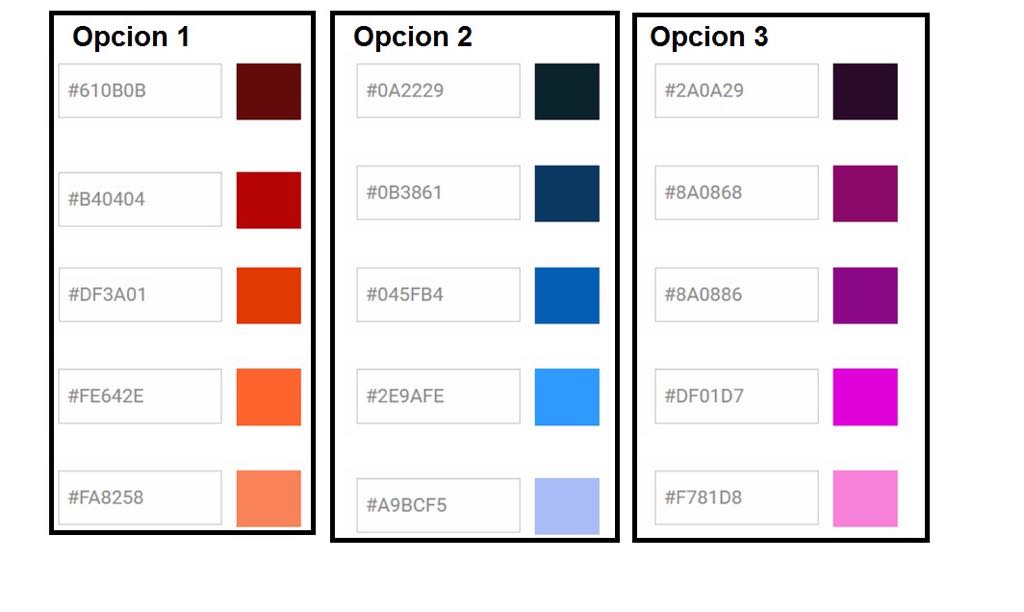 Opcion 1
#610B0B
#B40404
#DF3A01
#FE642E
#FA8258
Opcion 2
#0A2229
#0B3861
#045FB4
#2E9AFE
#A9BCF5
Opcion 3
#2A0A29
#8A0868
#8A0886
#DF01D7
#F781D8